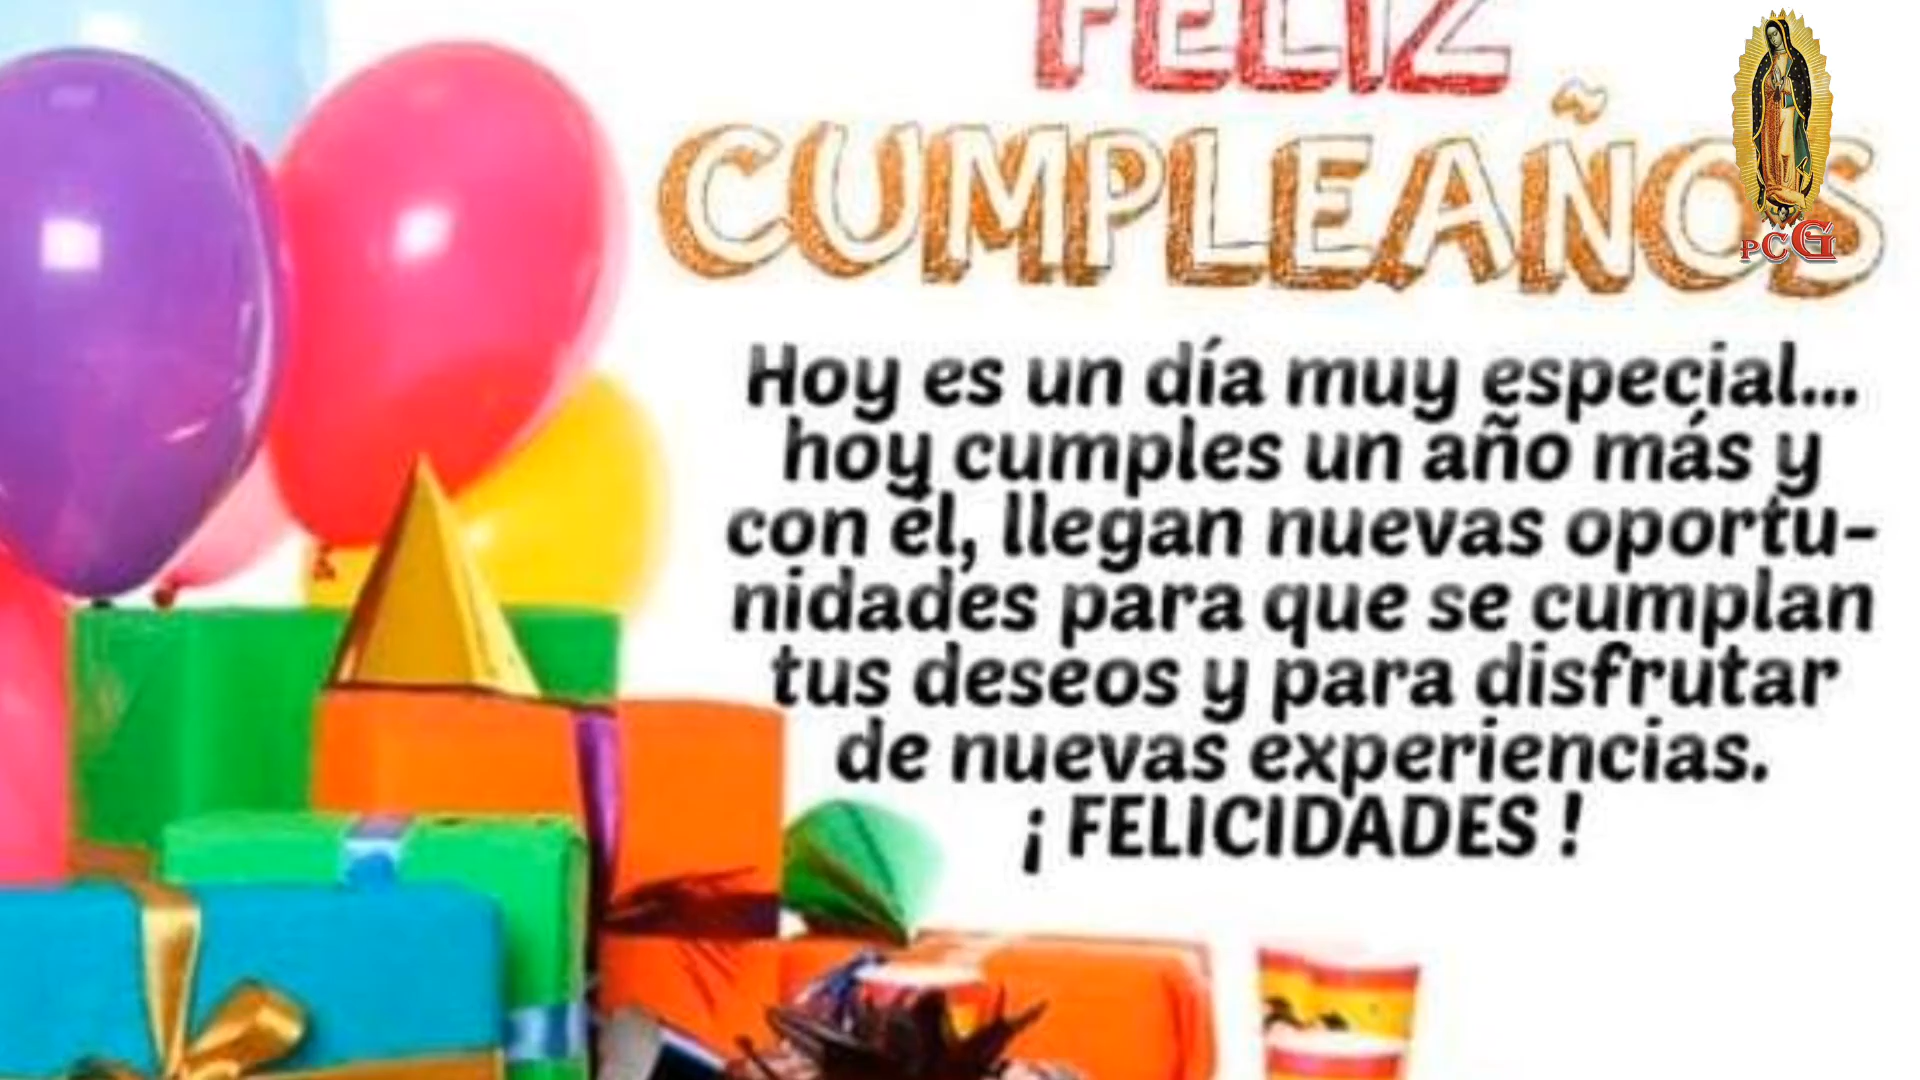 FELIZ
CUMPLEAÑOS
PCG
Hoy es un día muy especial...
hoy cumples un año más y
con él, llegan nuevas oportu-
nidades para que se cumplan
tus deseos y para disfrutar
de nuevas experiencias.
¡ FELICIDADES !